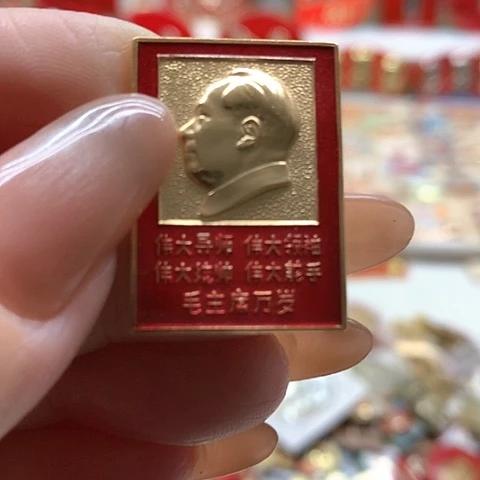 伟大导师 伟大领袖
伟大统帅 伟大舵手
毛主席万岁